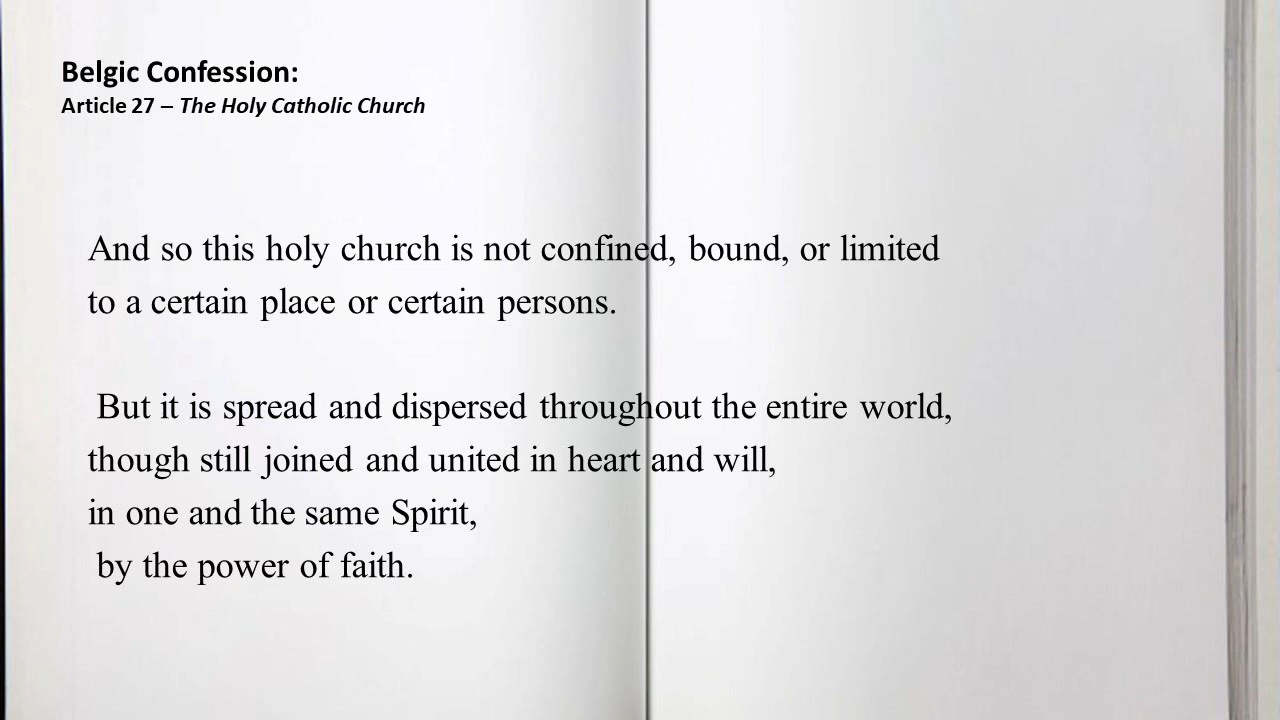 Belgic Confession:
Article 27 – The Holy Catholic Church
And so this holy church is not confined, bound, or limited
to a certain place or certain persons.
But it is spread and dispersed throughout the entire world,
though still joined and united in heart and will,
in one and the same Spirit,
by the power of faith.